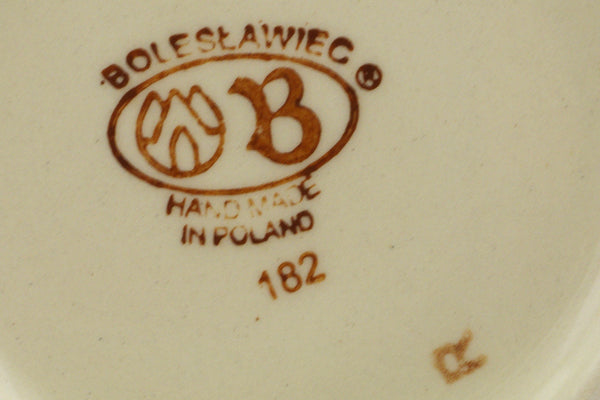 BOLESŁAWIEC ®
B
HAND MADE
IN POLAND
182
R